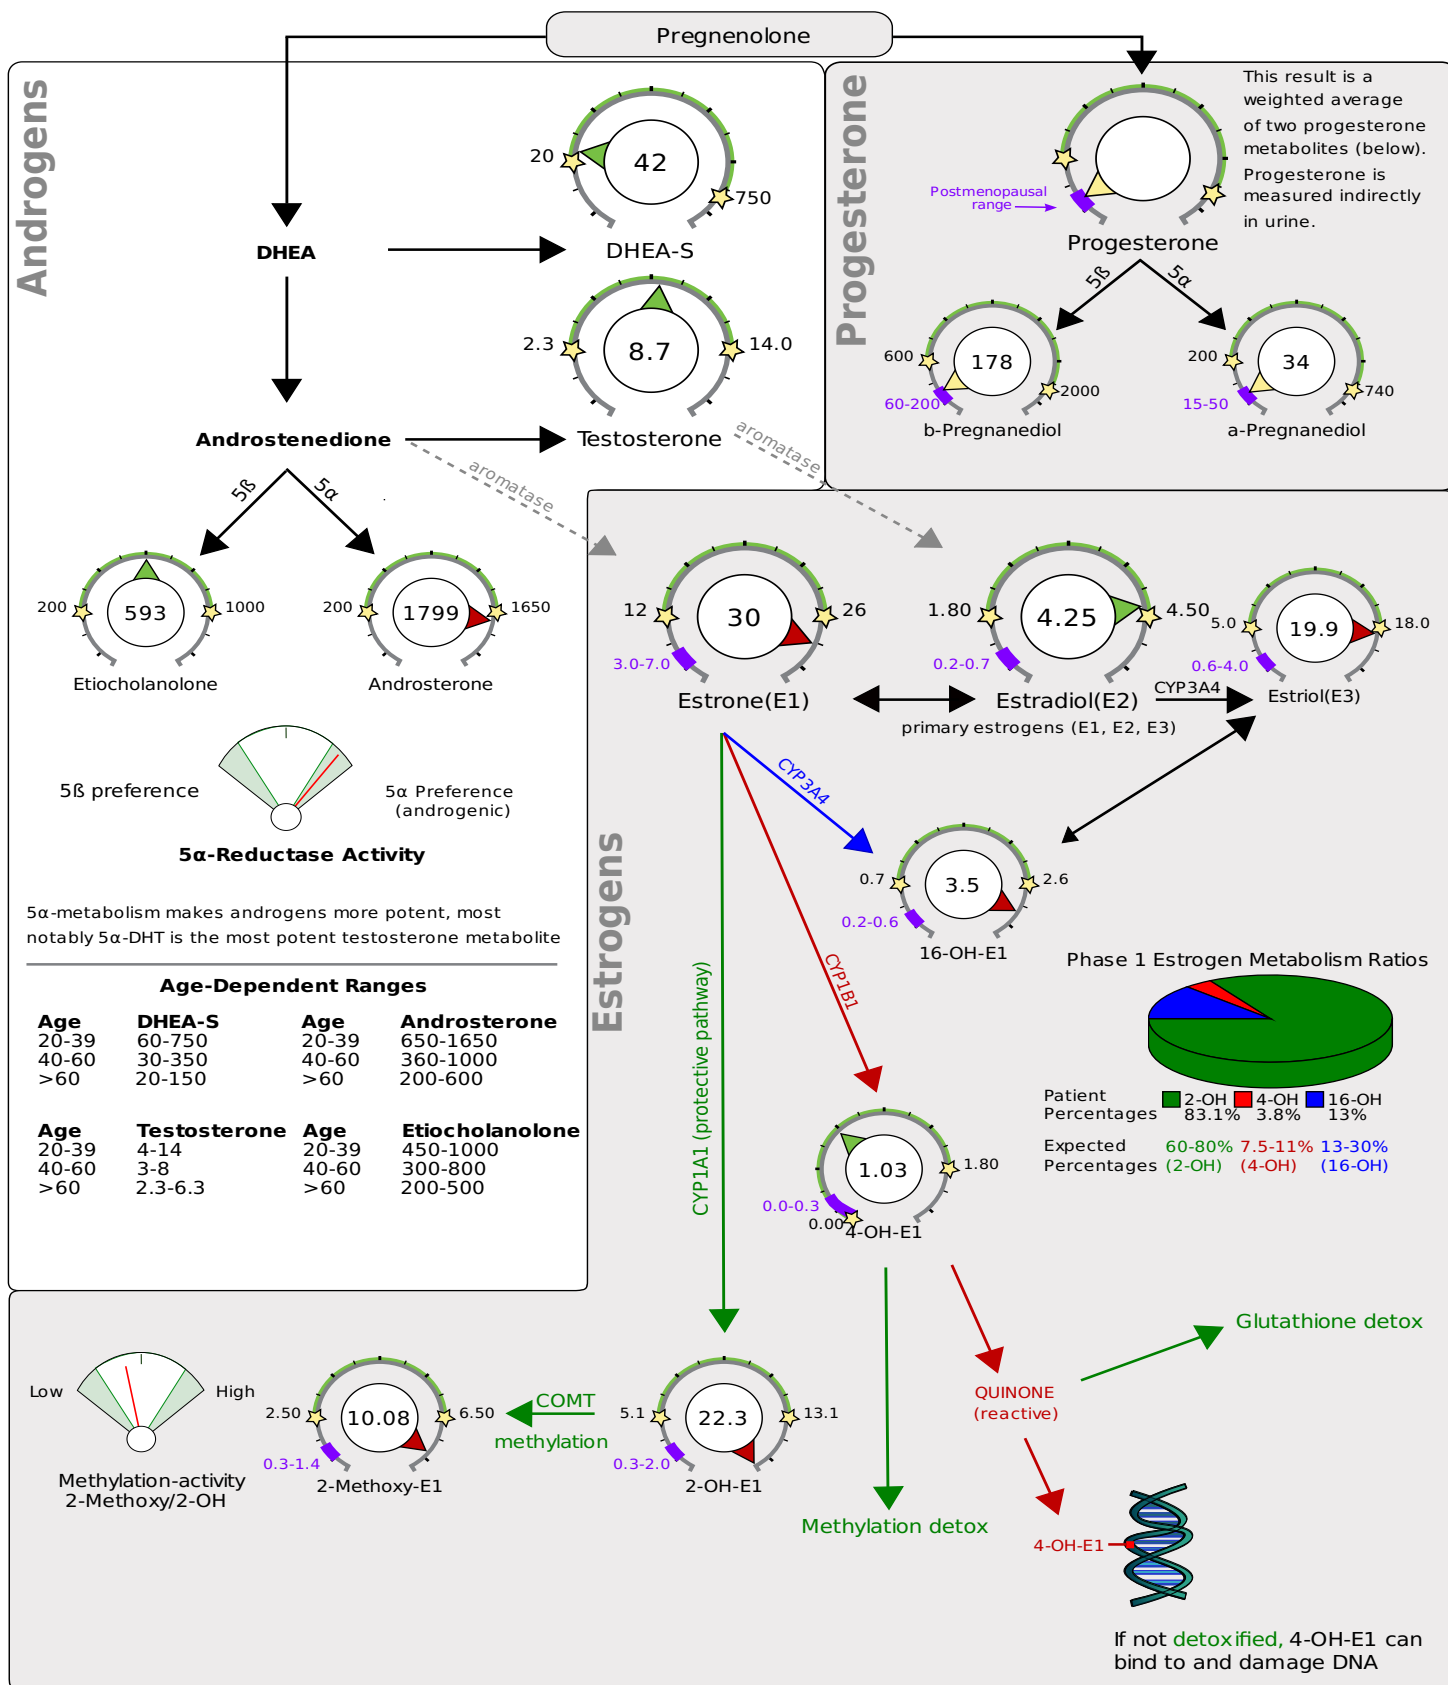 Pregnenolone
Androgens
20
42
750
DHEA-S
DHEA
2.3
8.7
14.0
Testosterone
Androstenedione
aromatase
aromatase
5ß
5α
200
593
1000
Etiocholanolone
200
1799
1650
Androsterone
5ß preference
5α Preference
(androgenic)
5α-Reductase Activity
5α-metabolism makes androgens more potent, most
notably 5α-DHT is the most potent testosterone metabolite
Age-Dependent Ranges
Age DHEA-S Age Androsterone
20-39 60-750 20-39 650-1650
40-60 30-350 40-60 360-1000
>60 20-150 >60 200-600
Age Testosterone Age Etiocholanolone
20-39 4-14 20-39 450-1000
40-60 3-8 40-60 300-800
>60 2.3-6.3 >60 200-500
Progesterone
This result is a
weighted average
of two progesterone
metabolites (below).
Progesterone is
measured indirectly
in urine.
Postmenopausal
range
Progesterone
5ß
5α
600
178
2000
60-200
b-Pregnanediol
200
34
740
15-50
a-Pregnanediol
Estrogens
12
30
26
3.0-7.0
Estrone(E1)
1.80
4.25
4.50
0.2-0.7
Estradiol(E2)
5.0
19.9
18.0
0.6-4.0
Estriol(E3)
CYP3A4
primary estrogens (E1, E2, E3)
CYP3A4
0.7
3.5
2.6
0.2-0.6
16-OH-E1
CYP1B1
CYP1A1 (protective pathway)
Phase 1 Estrogen Metabolism Ratios
Patient
Percentages
2-OH 4-OH 16-OH
83.1% 3.8% 13%
Expected
Percentages
60-80% 7.5-11% 13-30%
(2-OH) (4-OH) (16-OH)
1.03
1.80
0.0-0.3
0.00
4-OH-E1
Low
High
Methylation-activity
2-Methoxy/2-OH
2.50
10.08
6.50
0.3-1.4
2-Methoxy-E1
COMT
methylation
5.1
22.3
13.1
0.3-2.0
2-OH-E1
Methylation detox
QUINONE
(reactive)
Glutathione detox
4-OH-E1
If not detoxified, 4-OH-E1 can
bind to and damage DNA